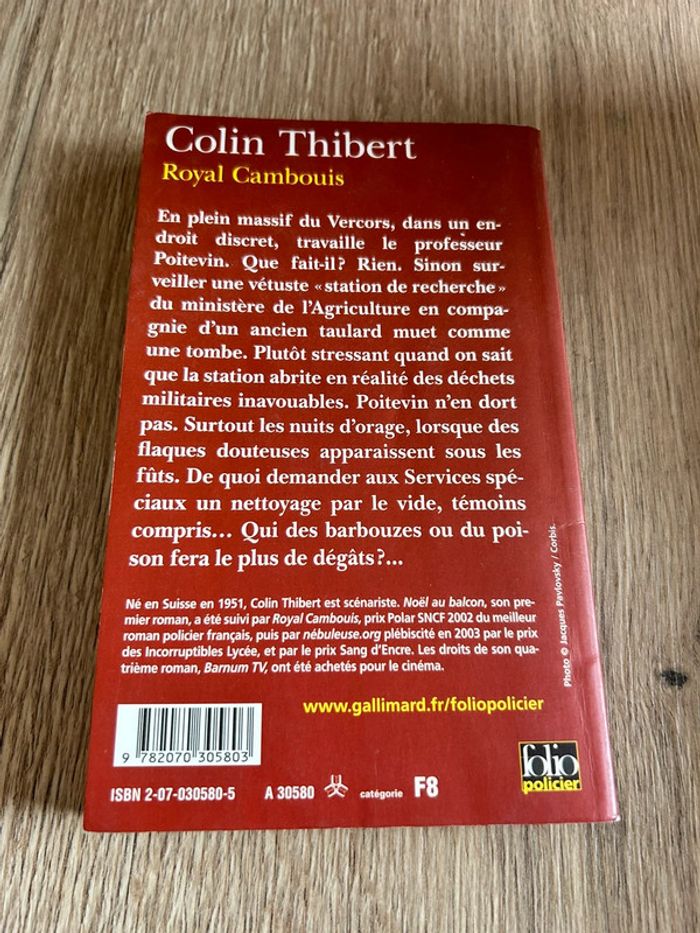 Colin Thibert
Royal Cambouis
En plein massif du Vercors, dans un en-
droit discret, travaille le professeur
Poitevin. Que fait-il ? Rien. Sinon sur-
veiller une vétuste « station de recherche »
du ministère de l'Agriculture en compa-
gnie d'un ancien taulard muet comme
une tombe. Plutôt stressant quand on sait
que la station abrite en réalité des déchets
militaires inavouables. Poitevin n'en dort
pas. Surtout les nuits d'orage, lorsque des
flaques douteuses apparaissent sous les
fûts. De quoi demander aux Services spé-
ciaux un nettoyage par le vide, témoins
compris... Qui des barbouzes ou du poi-
son fera le plus de dégâts ?...
Né en Suisse en 1951, Colin Thibert est scénariste. Noël au balcon, son pre-
mier roman, a été suivi par Royal Cambouis, prix Polar SNCF 2002 du meilleur
roman policier français, puis par nébuleuse.org plébiscité en 2003 par le prix
des Incorruptibles Lycée, et par le prix Sang d'Encre. Les droits de son qua-
trième roman, Barnum TV, ont été achetés pour le cinéma.
Photo © Jacques Pavlovsky / Corbis.
www.gallimard.fr/foliopolicier
9 782070 305803
folio
policier
ISBN 2-07-030580-5 A 30580 catégorie F8